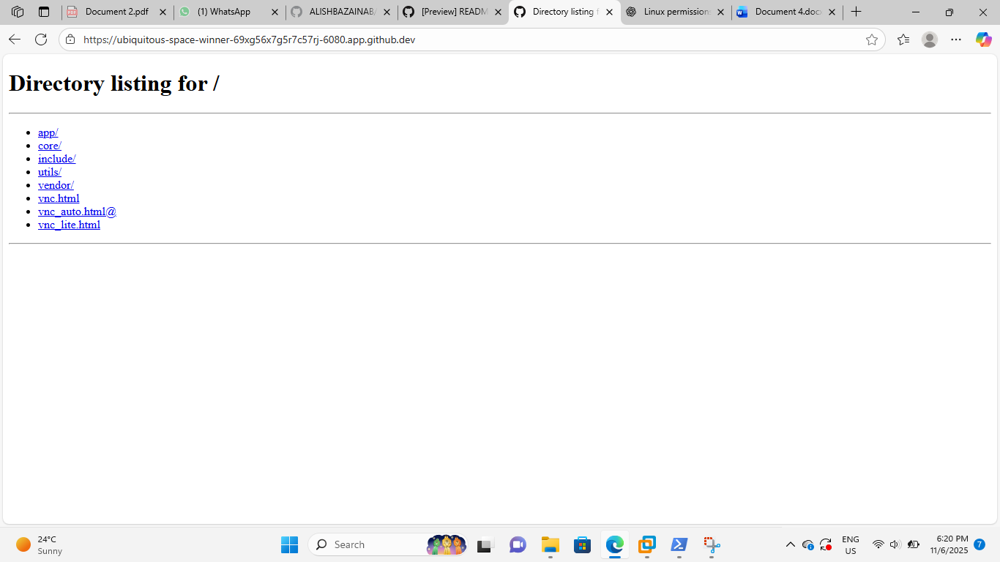 Document 2.pdf
(1) WhatsApp
ALISHBAZAINAB/
[Preview] READM
Directory listing f
Linux permissions
Document 4.docx
https://ubiquitous-space-winner-69xg56x7g5r7c57rj-6080.app.github.dev
Directory listing for /
app/
core/
include/
utils/
vendor/
vnc.html
vnc_auto.html@
vnc_lite.html
24°C
Sunny
Search
ENG
US
6:20 PM
11/6/2025
7